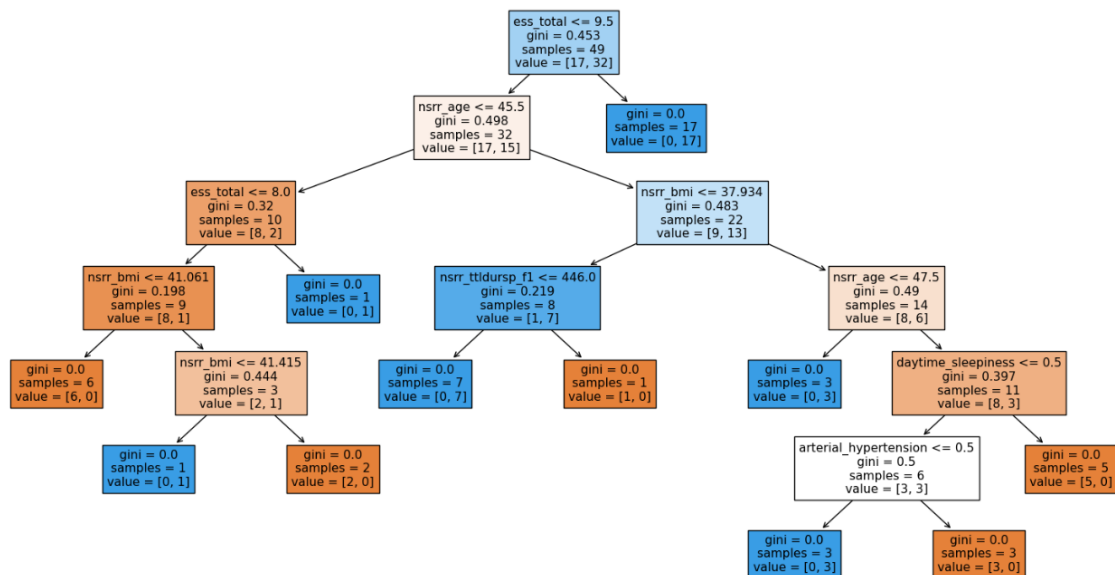 ess_total <= 9.5
gini = 0.453
samples = 49
value = [17, 32]
nsrr_age <= 45.5
gini = 0.498
samples = 32
value = [17, 15]
gini = 0.0
samples = 17
value = [0, 17]
ess_total <= 8.0
gini = 0.32
samples = 10
value = [8, 2]
nsrr_bmi <= 37.934
gini = 0.483
samples = 22
value = [9, 13]
nsrr_bmi <= 41.061
gini = 0.198
samples = 9
value = [8, 1]
gini = 0.0
samples = 1
value = [0, 1]
nsrr_ttldursp_f1 <= 446.0
gini = 0.219
samples = 8
value = [1, 7]
nsrr_age <= 47.5
gini = 0.49
samples = 14
value = [8, 6]
gini = 0.0
samples = 6
value = [6, 0]
nsrr_bmi <= 41.415
gini = 0.444
samples = 3
value = [2, 1]
gini = 0.0
samples = 7
value = [0, 7]
gini = 0.0
samples = 1
value = [1, 0]
gini = 0.0
samples = 3
value = [0, 3]
daytime_sleepiness <= 0.5
gini = 0.397
samples = 11
value = [8, 3]
gini = 0.0
samples = 1
value = [0, 1]
gini = 0.0
samples = 2
value = [2, 0]
arterial_hypertension <= 0.5
gini = 0.5
samples = 6
value = [3, 3]
gini = 0.0
samples = 5
value = [5, 0]
gini = 0.0
samples = 3
value = [0, 3]
gini = 0.0
samples = 3
value = [3, 0]